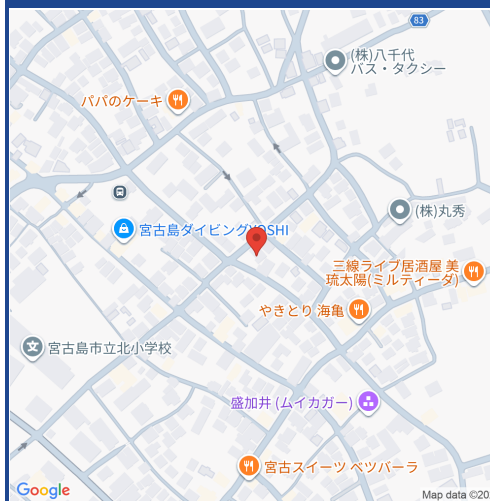 83
(株)八千代
バス・タクシー
パパのケーキ
(株)丸秀
宮古島ダイビングYOSHI
三線ライブ居酒屋 美
琉太陽(ミルティーダ)
やきとり 海亀
宮古島市立北小学校
盛加井 (ムイカガー)
宮古スイーツ ベツバーラ
Google
Map data ©20